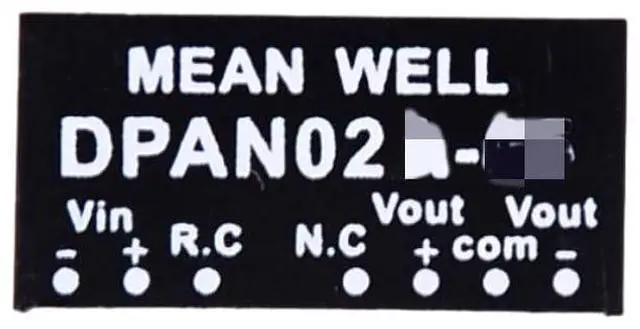 MEAN WELL
DPAN02
Vin R.C N.C Vout Vout
- + + com -